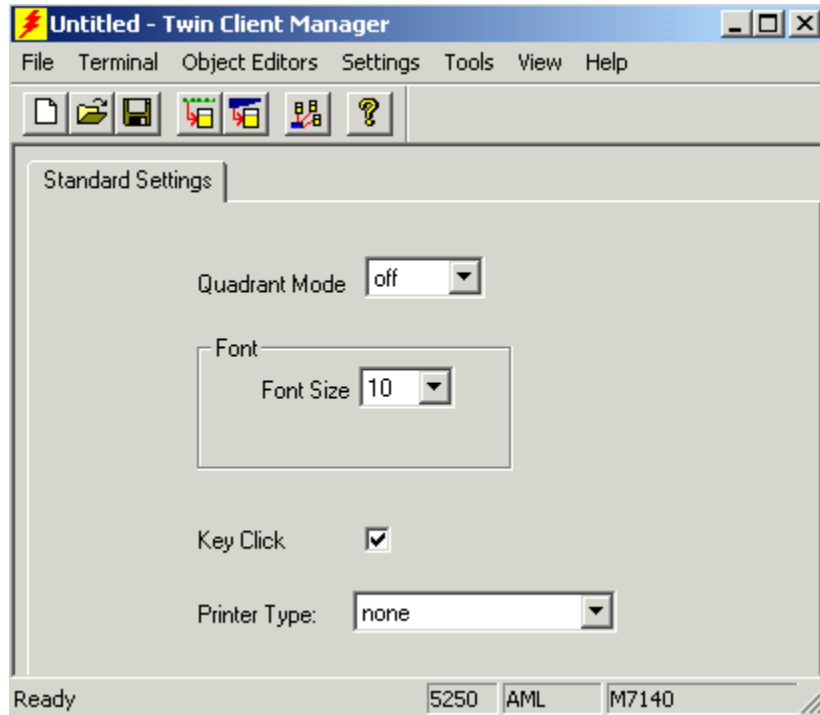 Untitled - Twin Client Manager
File Terminal Object Editors Settings Tools View Help
Standard Settings
Quadrant Mode off
Font
Font Size 10
Key Click
Printer Type: none
Ready 5250 AML M7140